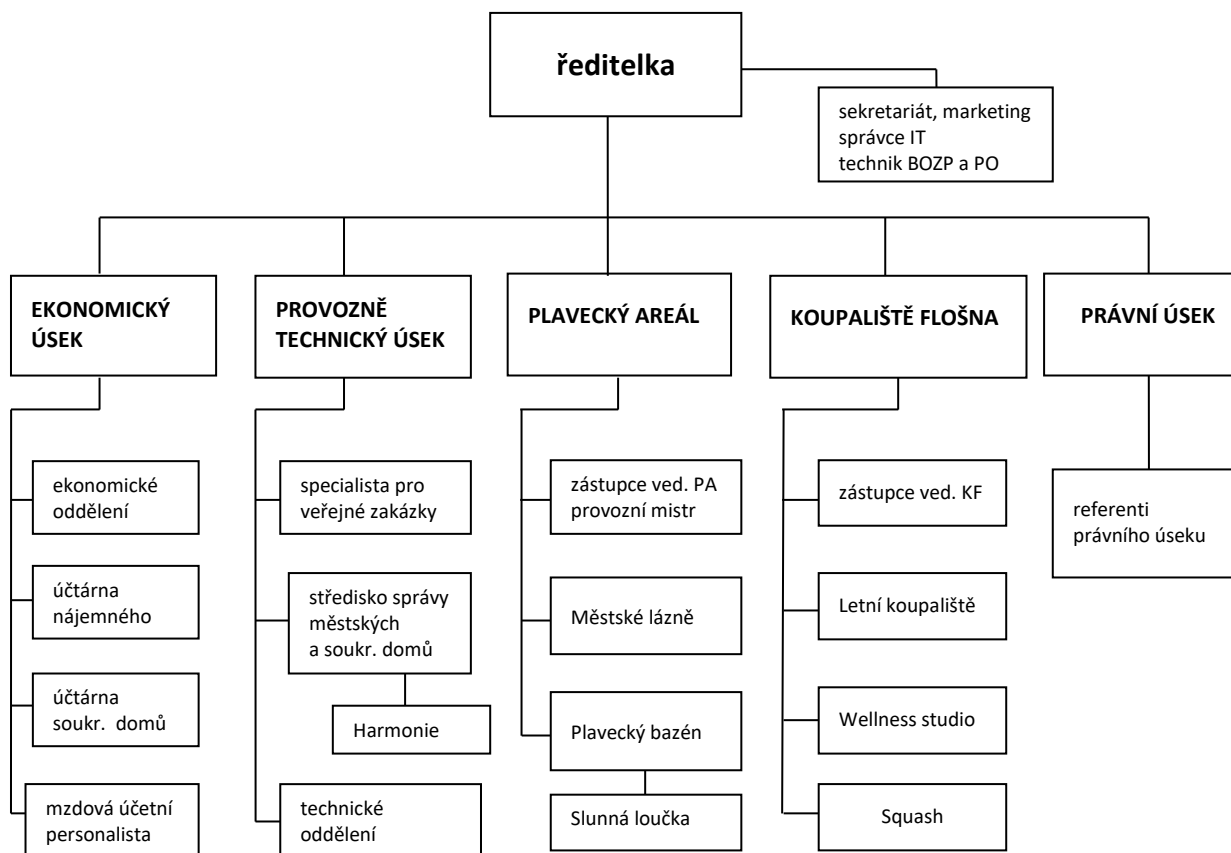 ředitelka
sekretariát, marketing
správce IT
technik BOZP a PO
EKONOMICKÝ
ÚSEK
PROVOZNĚ
TECHNICKÝ ÚSEK
PLAVECKÝ AREÁL
KOUPALIŠTĚ FLOŠNA
PRÁVNÍ ÚSEK
ekonomické
oddělení
účtárna
nájemného
účtárna
soukr. domů
mzdová účetní
personalista
specialista pro
veřejné zakázky
středisko správy
městských
a soukr. domů
Harmonie
technické
oddělení
zástupce ved. PA
provozní mistr
Městské lázně
Plavecký bazén
Slunná loučka
zástupce ved. KF
Letní koupaliště
Wellness studio
Squash
referenti
právního úseku